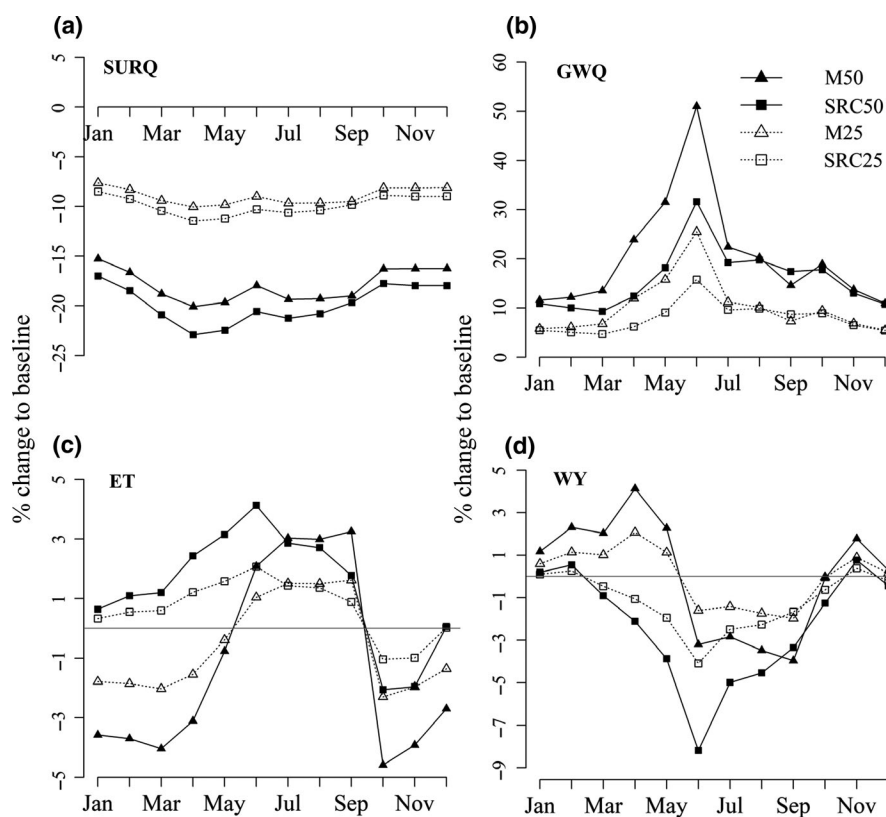 (a)
SURQ
5
0
−5
−10
−15
−20
−25
Jan Mar May Jul Sep Nov
(b)
GWQ
60
50
40
30
20
10
0
M50
SRC50
M25
SRC25
Jan Mar May Jul Sep Nov
% change to baseline
% change to baseline
(c)
ET
5
3
1
−1
−3
−5
Jan Mar May Jul Sep Nov
(d)
WY
5
3
1
−1
−3
−5
−7
−9
Jan Mar May Jul Sep Nov